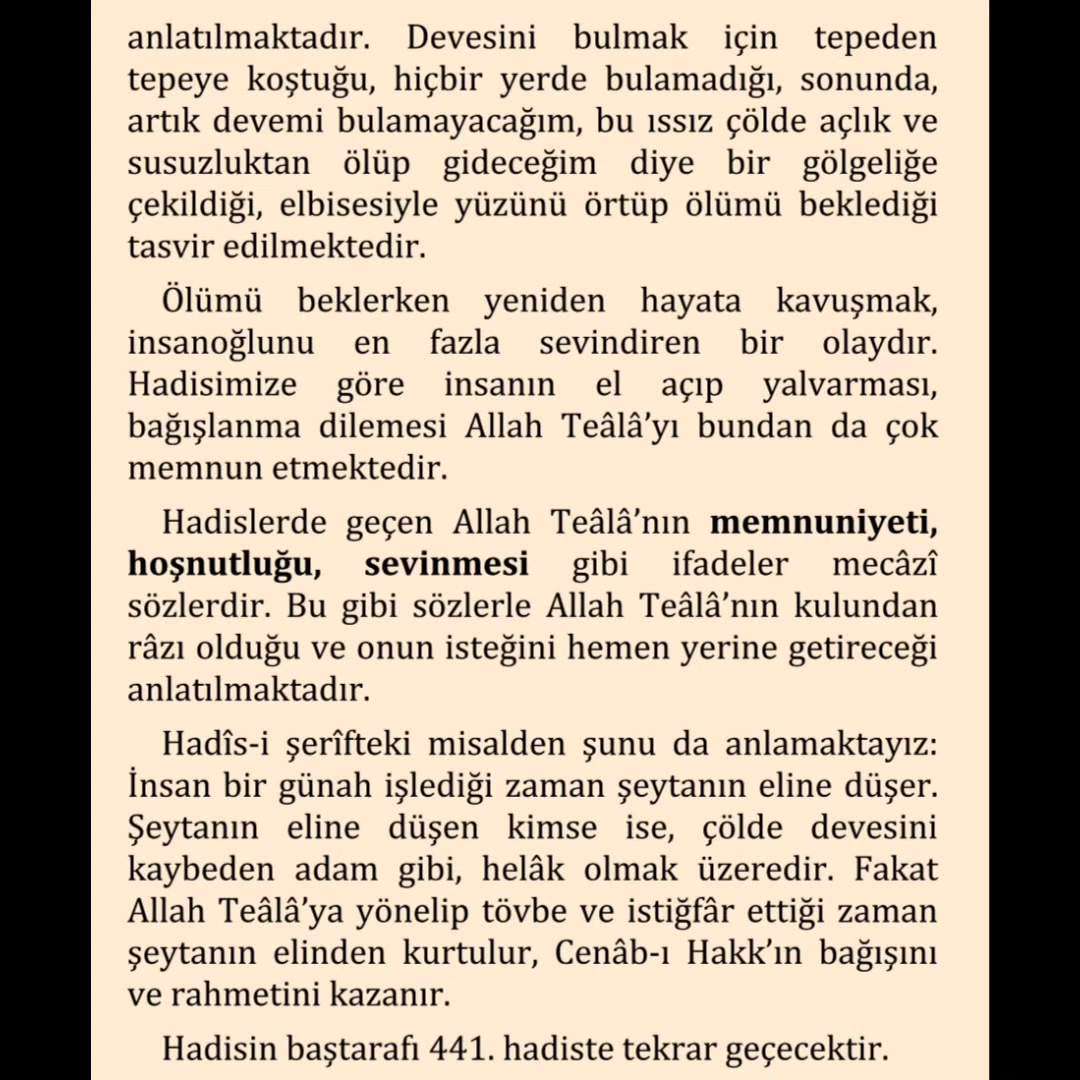 anlatılmaktadır. Devesini bulmak için tepeden
tepeye koştuğu, hiçbir yerde bulamadığı, sonunda,
artık devemi bulamayacağım, bu ıssız çölde açlık ve
susuzluktan ölüp gideceğim diye bir gölgeliğe
çekildiği, elbisesiyle yüzünü örtüp ölümü beklediği
tasvir edilmektedir.
Ölümü beklerken yeniden hayata kavuşmak,
insanoğlunu en fazla sevindiren bir olaydır.
Hadisimize göre insanın el açıp yalvarması,
bağışlanma dilemesi Allah Teâlâ’yı bundan da çok
memnun etmektedir.
Hadislerde geçen Allah Teâlâ’nın memnuniyeti,
hoşnutluğu, sevinmesi gibi ifadeler mecâzî
sözlerdir. Bu gibi sözlerle Allah Teâlâ’nın kulundan
râzı olduğu ve onun isteğini hemen yerine getireceği
anlatılmaktadır.
Hadîs-i şerîfteki misalden şunu da anlamaktayız:
İnsan bir günah işlediği zaman şeytanın eline düşer.
Şeytanın eline düşen kimse ise, çölde devesini
kaybeden adam gibi, helâk olmak üzeredir. Fakat
Allah Teâlâ’ya yönelip tövbe ve istiğfâr ettiği zaman
şeytanın elinden kurtulur, Cenâb-ı Hakk’ın bağışını
ve rahmetini kazanır.
Hadisin baştarafı 441. hadiste tekrar geçecektir.